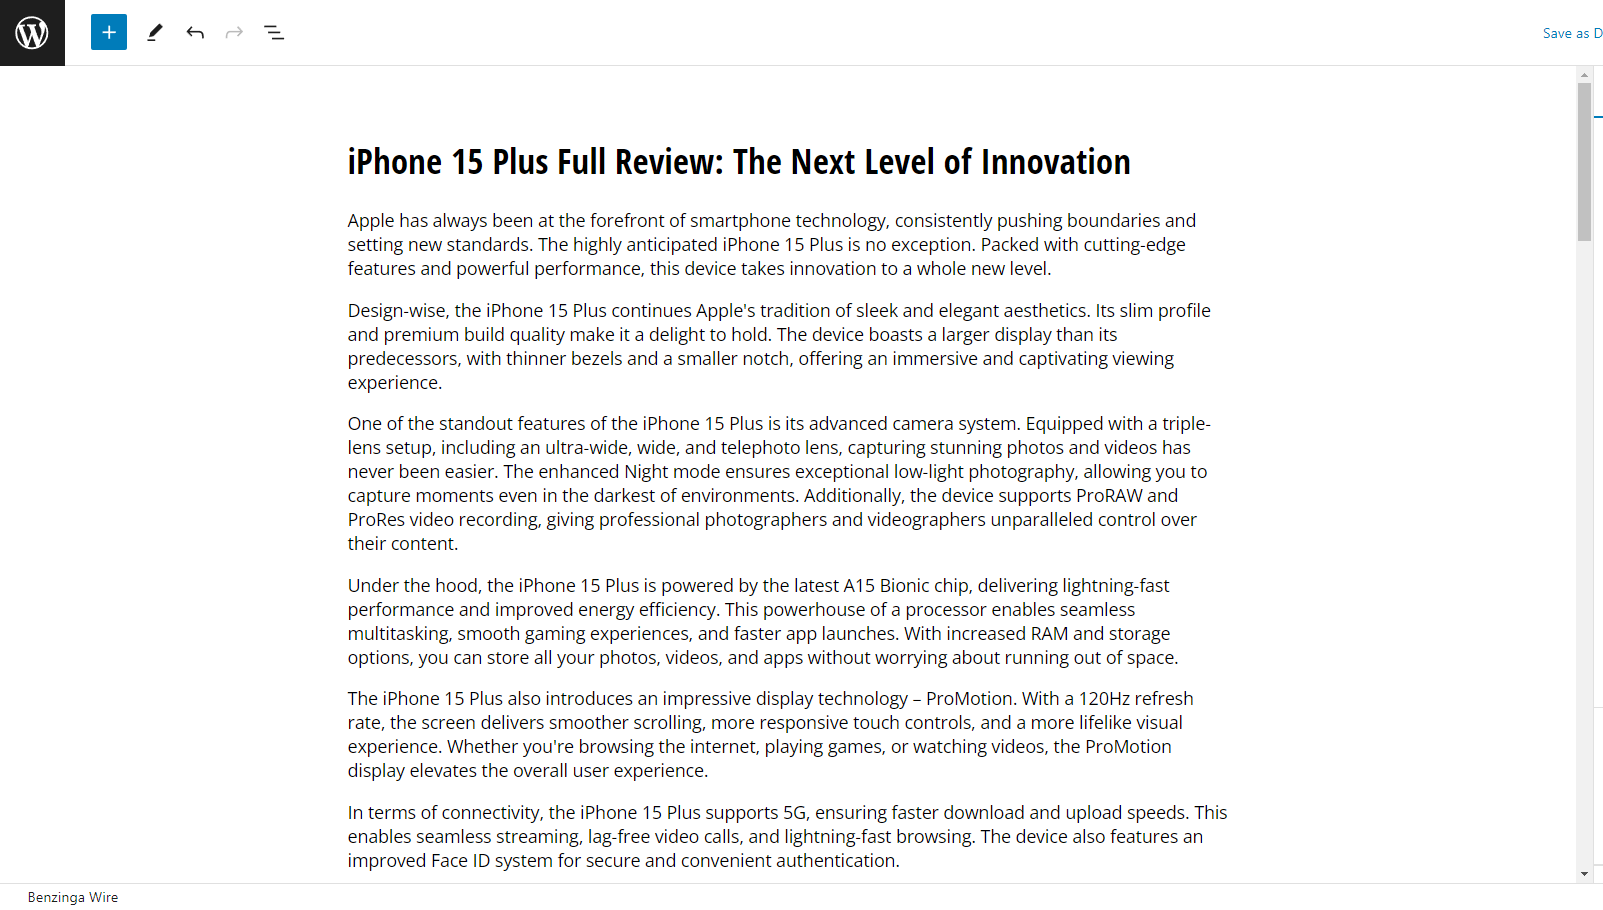 Save as D
iPhone 15 Plus Full Review: The Next Level of Innovation
Apple has always been at the forefront of smartphone technology, consistently pushing boundaries and
setting new standards. The highly anticipated iPhone 15 Plus is no exception. Packed with cutting-edge
features and powerful performance, this device takes innovation to a whole new level.
Design-wise, the iPhone 15 Plus continues Apple's tradition of sleek and elegant aesthetics. Its slim profile
and premium build quality make it a delight to hold. The device boasts a larger display than its
predecessors, with thinner bezels and a smaller notch, offering an immersive and captivating viewing
experience.
One of the standout features of the iPhone 15 Plus is its advanced camera system. Equipped with a triple-
lens setup, including an ultra-wide, wide, and telephoto lens, capturing stunning photos and videos has
never been easier. The enhanced Night mode ensures exceptional low-light photography, allowing you to
capture moments even in the darkest of environments. Additionally, the device supports ProRAW and
ProRes video recording, giving professional photographers and videographers unparalleled control over
their content.
Under the hood, the iPhone 15 Plus is powered by the latest A15 Bionic chip, delivering lightning-fast
performance and improved energy efficiency. This powerhouse of a processor enables seamless
multitasking, smooth gaming experiences, and faster app launches. With increased RAM and storage
options, you can store all your photos, videos, and apps without worrying about running out of space.
The iPhone 15 Plus also introduces an impressive display technology – ProMotion. With a 120Hz refresh
rate, the screen delivers smoother scrolling, more responsive touch controls, and a more lifelike visual
experience. Whether you're browsing the internet, playing games, or watching videos, the ProMotion
display elevates the overall user experience.
In terms of connectivity, the iPhone 15 Plus supports 5G, ensuring faster download and upload speeds. This
enables seamless streaming, lag-free video calls, and lightning-fast browsing. The device also features an
improved Face ID system for secure and convenient authentication.
Benzinga Wire